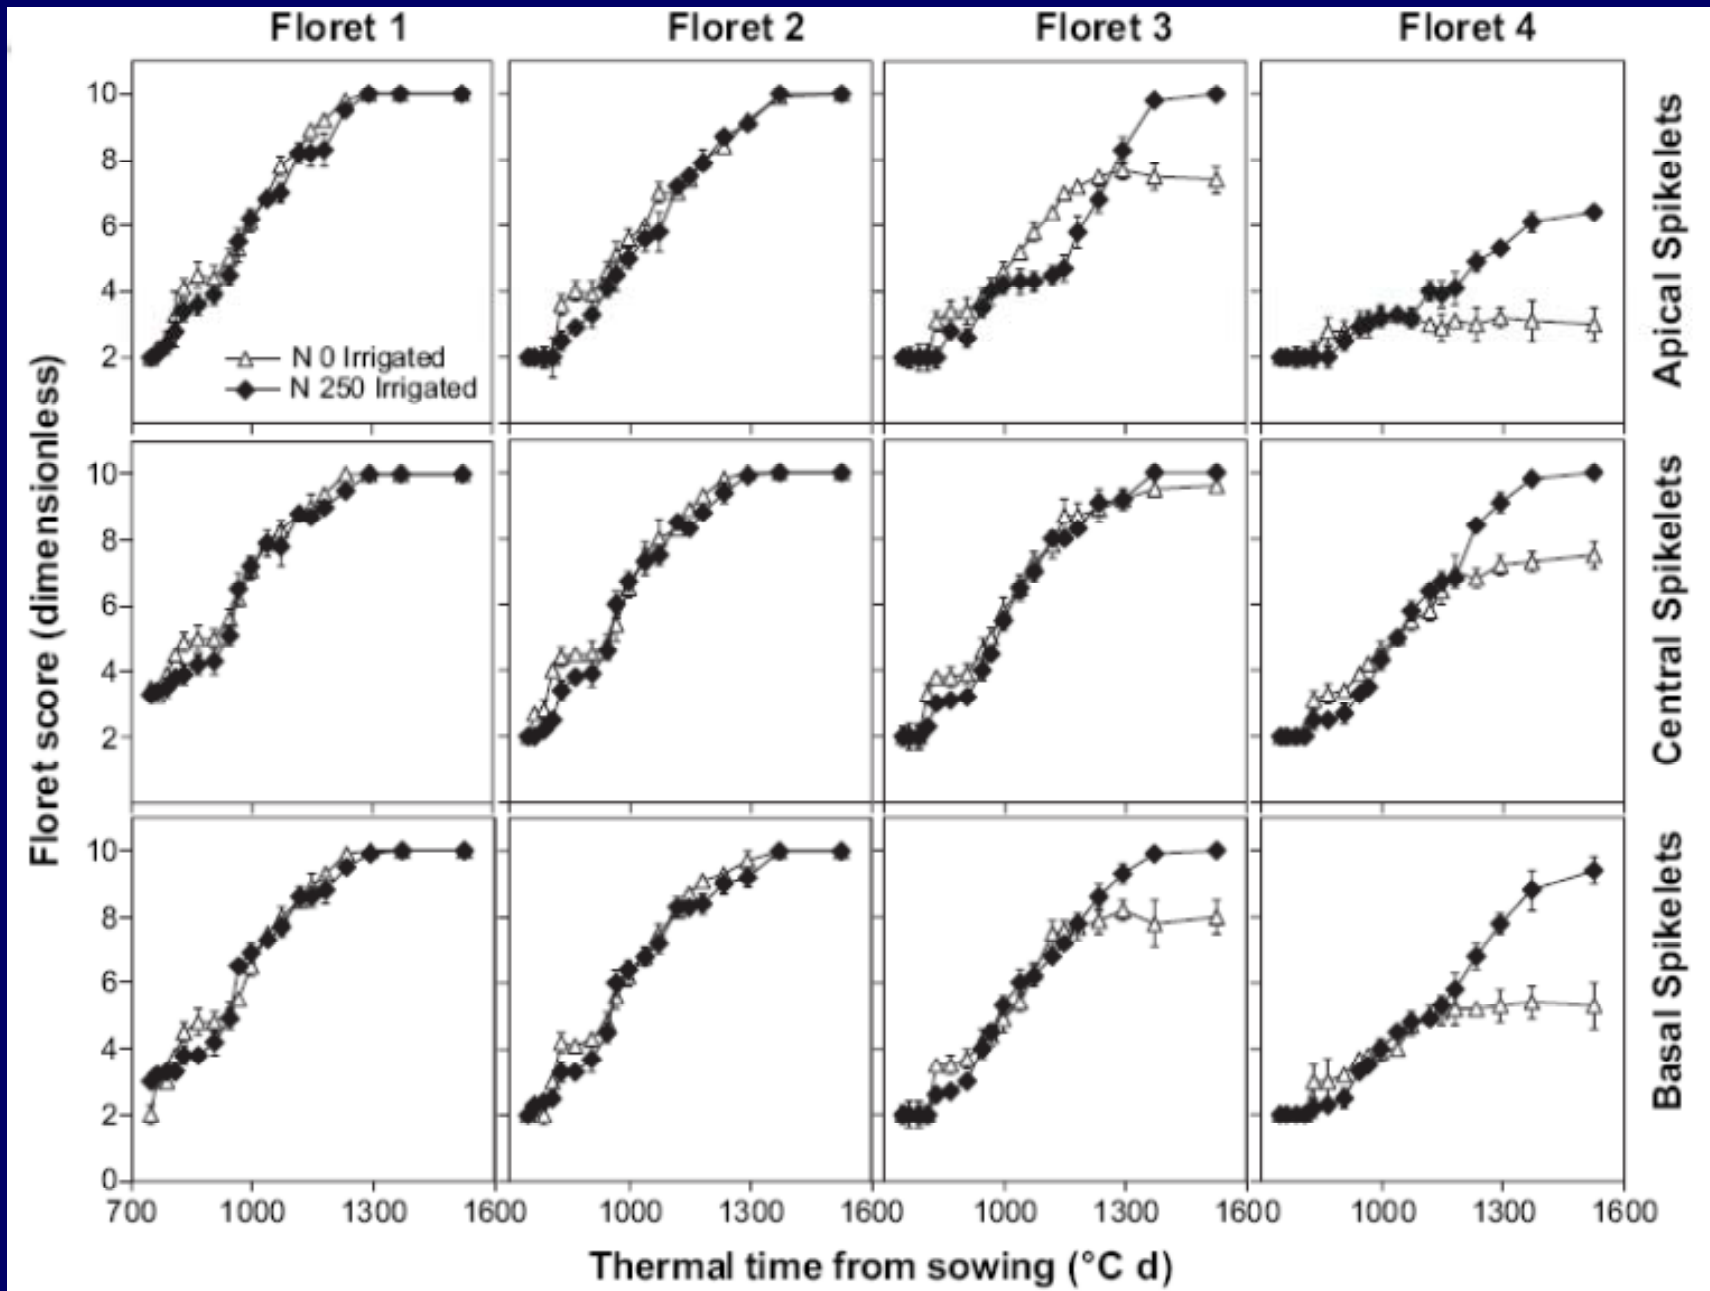 Floret 1 Floret 2 Floret 3 Floret 4
10
8
6
4
2
N 0 Irrigated
N 250 Irrigated
Apical Spikelets
10
8
6
4
2
Central Spikelets
10
8
6
4
2
0
Basal Spikelets
Floret score (dimensionless)
700 1000 1300 1600 1000 1300 1600 1000 1300 1600 1000 1300 1600
Thermal time from sowing (°C d)